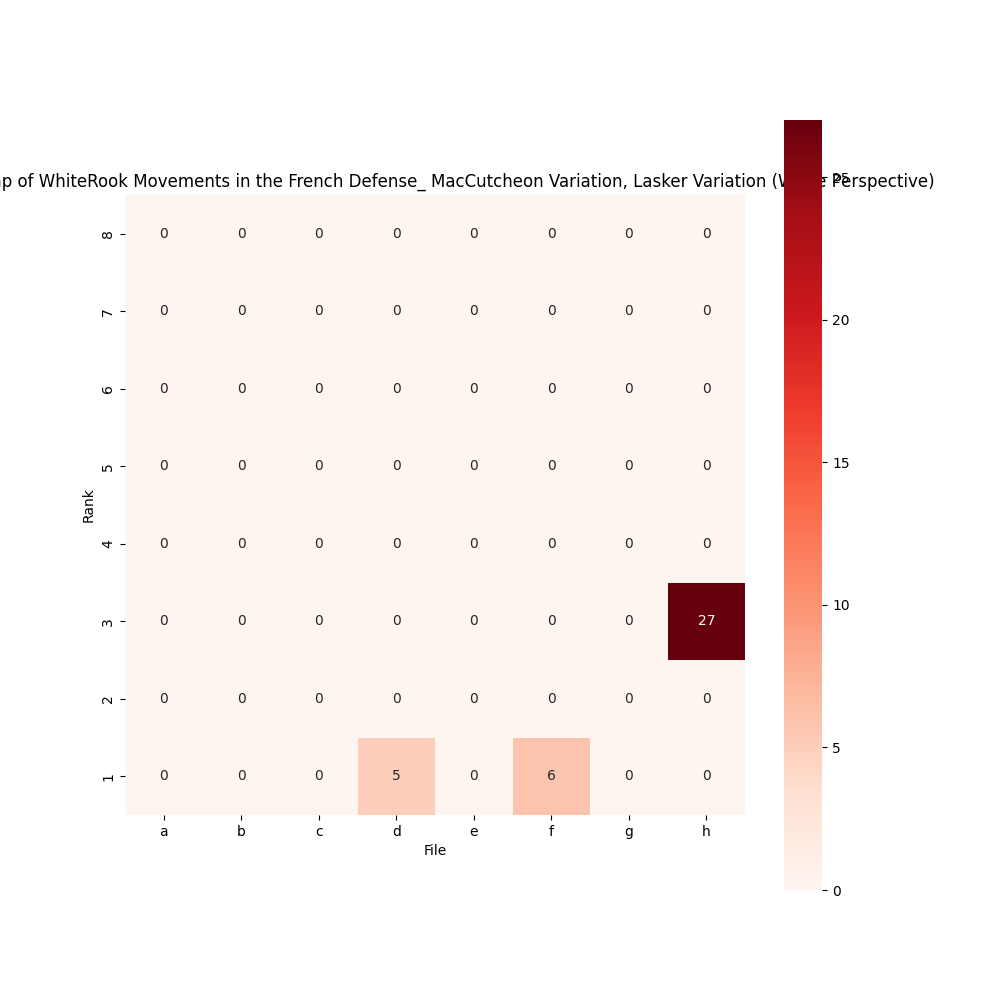 p of WhiteRook Movements in the French Defense_ MacCutcheon Variation, Lasker Variation (White Perspective)
25
8 0 0 0 0 0 0 0 0
7 0 0 0 0 0 0 0 0
20
6 0 0 0 0 0 0 0 0
5 0 0 0 0 0 0 0 0
15
Rank
4 0 0 0 0 0 0 0 0
10
3 0 0 0 0 0 0 0 27
2 0 0 0 0 0 0 0 0
5
1 0 0 0 5 0 6 0 0
a b c d e f g h
File
0